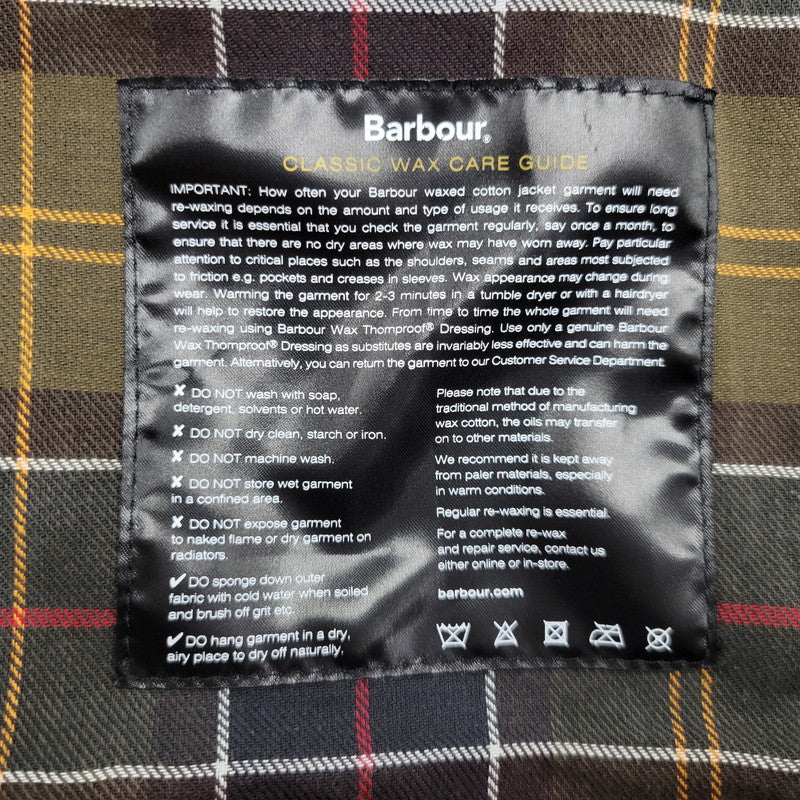 Barbour®
CLASSIC WAX CARE GUIDE
IMPORTANT: How often your Barbour waxed cotton jacket garment will need
re-waxing depends on the amount and type of usage it receives. To ensure long
service it is essential that you check the garment regularly, say once a month, to
ensure that there are no dry areas where wax may have worn away. Pay particular
attention to critical places such as the shoulders, seams and areas most subjected
to friction e.g. pockets and creases in sleeves. Wax appearance may change during
wear. Warming the garment for 2-3 minutes in a tumble dryer or with a hairdryer
will help to restore the appearance. From time to time the whole garment will need
re-waxing using Barbour Wax Thornproof® Dressing. Use only a genuine Barbour
Wax Thornproof® Dressing as substitutes are invariably less effective and can harm the
garment. Alternatively, you can return the garment to our Customer Service Department.
✘ DO NOT wash with soap,
detergent, solvents or hot water.
✘ DO NOT dry clean, starch or iron.
✘ DO NOT machine wash.
✘ DO NOT store wet garment
in a confined area.
✘ DO NOT expose garment
to naked flame or dry garment on
radiators.
✔ DO sponge down outer
fabric with cold water when soiled
and brush off grit etc.
✔ DO hang garment in a dry,
airy place to dry off naturally.
Please note that due to the
traditional method of manufacturing
wax cotton, the oils may transfer
on to other materials.
We recommend it is kept away
from paler materials, especially
in warm conditions.
Regular re-waxing is essential.
For a complete re-wax
and repair service, contact us
either online or in-store.
barbour.com